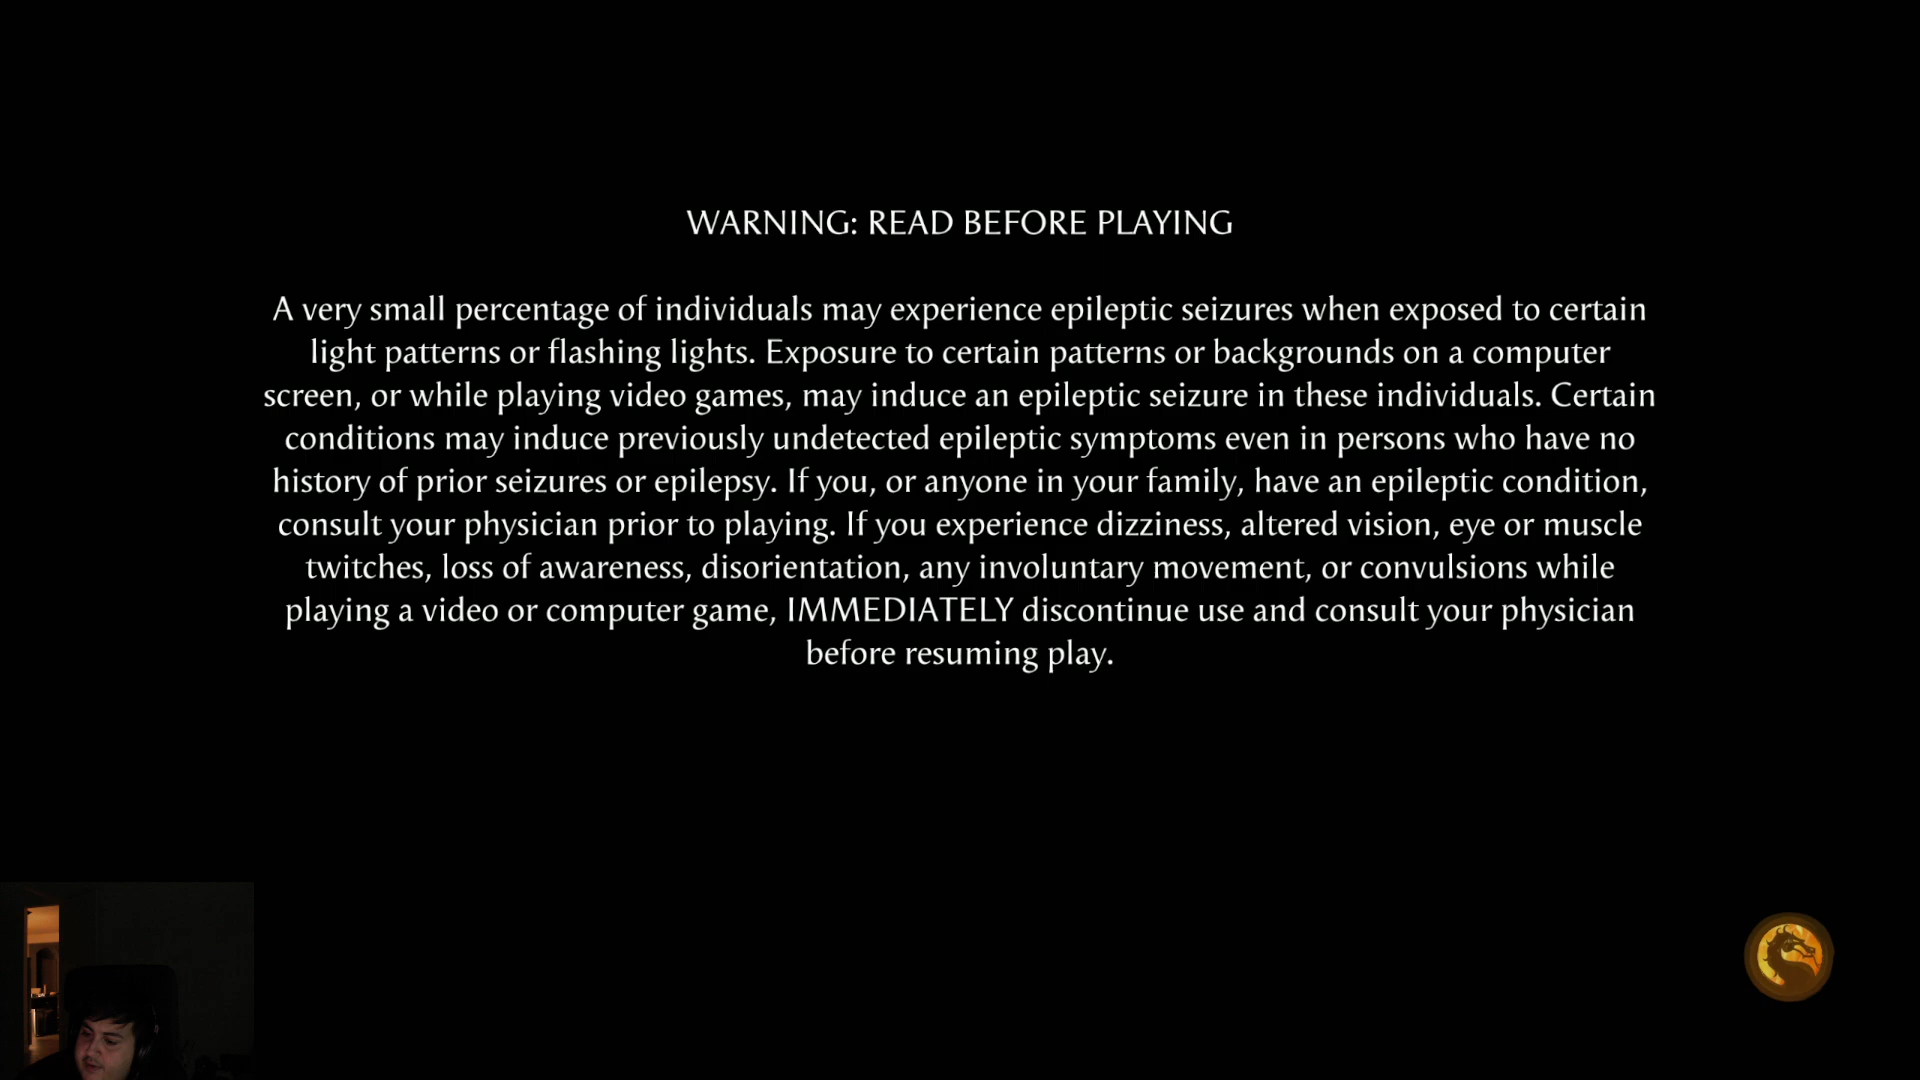 WARNING: READ BEFORE PLAYING
A very small percentage of individuals may experience epileptic seizures when exposed to certain
light patterns or flashing lights. Exposure to certain patterns or backgrounds on a computer
screen, or while playing video games, may induce an epileptic seizure in these individuals. Certain
conditions may induce previously undetected epileptic symptoms even in persons who have no
history of prior seizures or epilepsy. If you, or anyone in your family, have an epileptic condition,
consult your physician prior to playing. If you experience dizziness, altered vision, eye or muscle
twitches, loss of awareness, disorientation, any involuntary movement, or convulsions while
playing a video or computer game, IMMEDIATELY discontinue use and consult your physician
before resuming play.